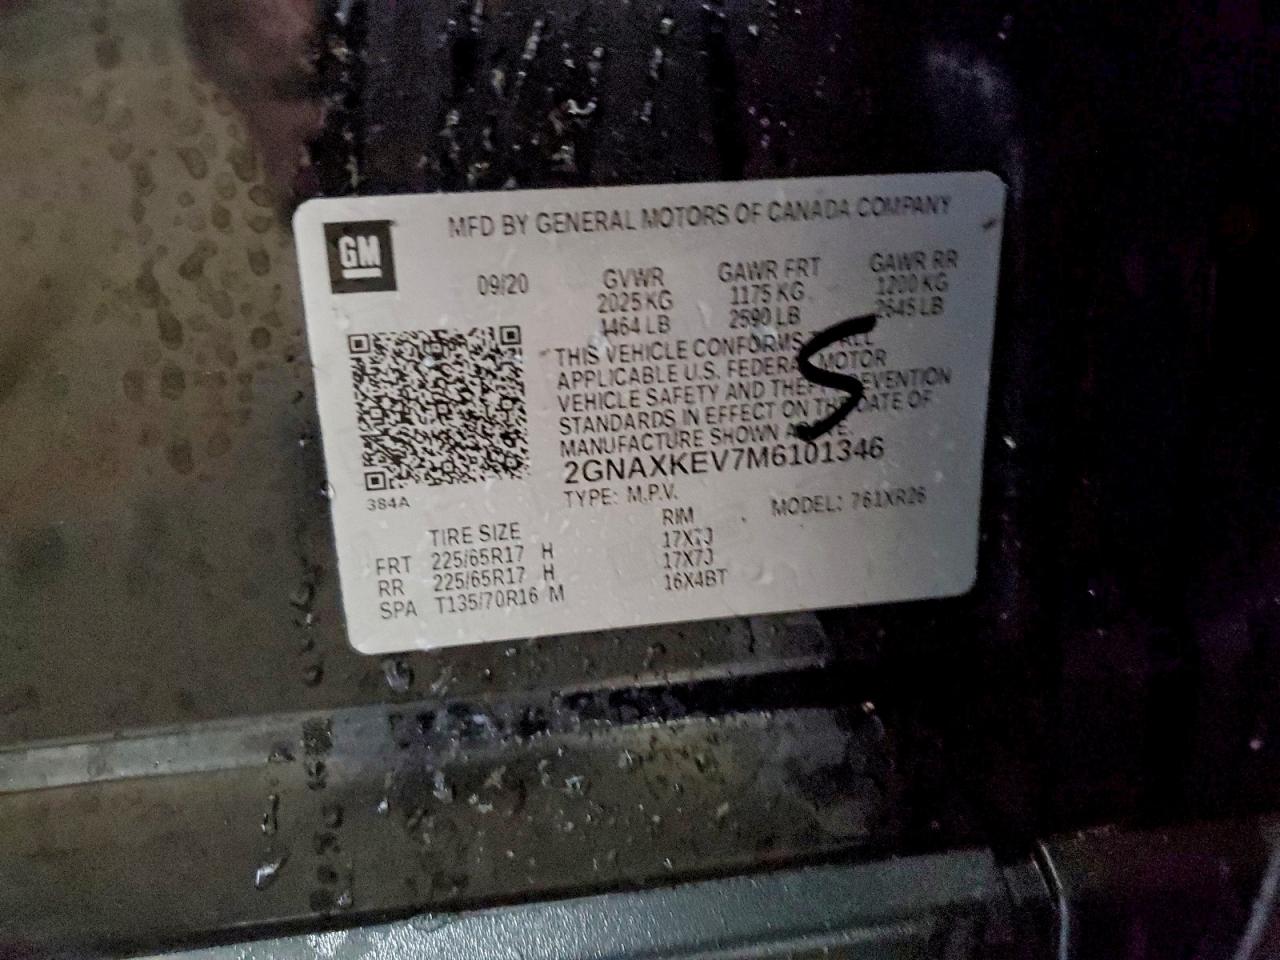 GM
MFD BY GENERAL MOTORS OF CANADA COMPANY
09/20 GVWR GAWR FRT GAWR RR
2025 KG 1175 KG 1200 KG
4464 LB 2590 LB 2645 LB
THIS VEHICLE CONFORMS TO ALL
APPLICABLE U.S. FEDERAL MOTOR
VEHICLE SAFETY AND THEFT PREVENTION
STANDARDS IN EFFECT ON THE DATE OF
MANUFACTURE SHOWN ABOVE.
S
2GNAXKEV7M6101346
384A
TYPE: M.P.V. MODEL: 761XR26
TIRE SIZE RIM
FRT 225/65R17 H 17X7J
RR 225/65R17 H 17X7J
SPA T135/70R16 M 16X4BT